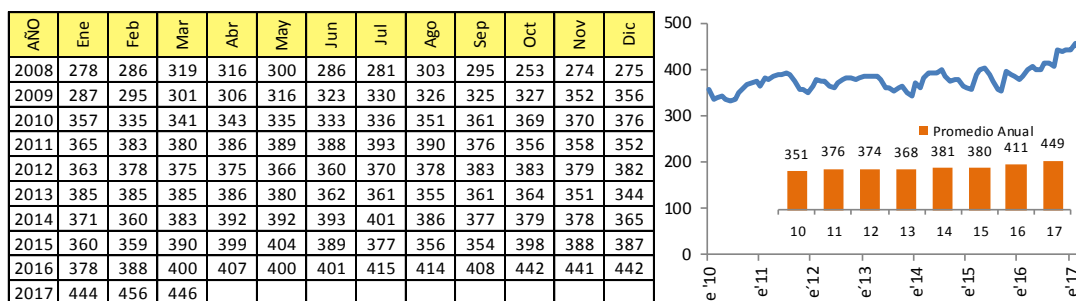 AÑO Ene Feb Mar Abr May Jun Jul Ago Sep Oct Nov Dic
2008 278 286 319 316 300 286 281 303 295 253 274 275
2009 287 295 301 306 316 323 330 326 325 327 352 356
2010 357 335 341 343 335 333 336 351 361 369 370 376
2011 365 383 380 386 389 388 393 390 376 356 358 352
2012 363 378 375 375 366 360 370 378 383 383 379 382
2013 385 385 385 386 380 362 361 355 361 364 351 344
2014 371 360 383 392 392 393 401 386 377 379 378 365
2015 360 359 390 399 404 389 377 356 354 398 388 387
2016 378 388 400 407 400 401 415 414 408 442 441 442
2017 444 456 446
500
400
300
200
100
0
Promedio Anual
351 376 374 368 381 380 411 449
10 11 12 13 14 15 16 17
e'10 e'11 e'12 e´13 e'14 e'15 e'16 e'17